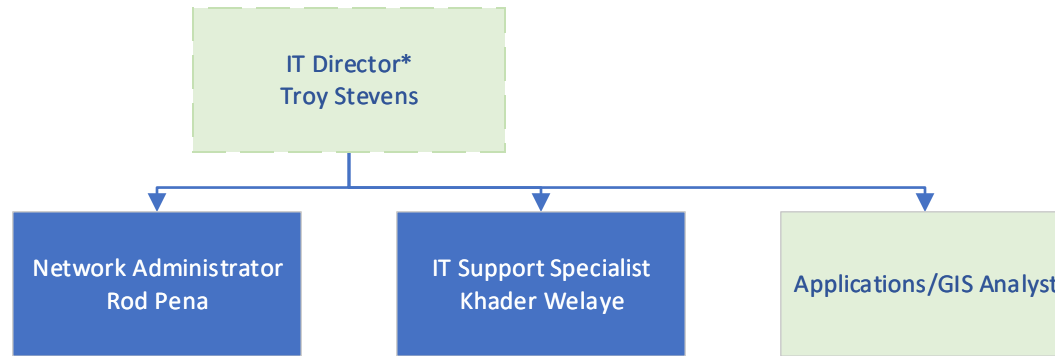 IT Director*
Troy Stevens
Network Administrator
Rod Pena
IT Support Specialist
Khader Welaye
Applications/GIS Analyst